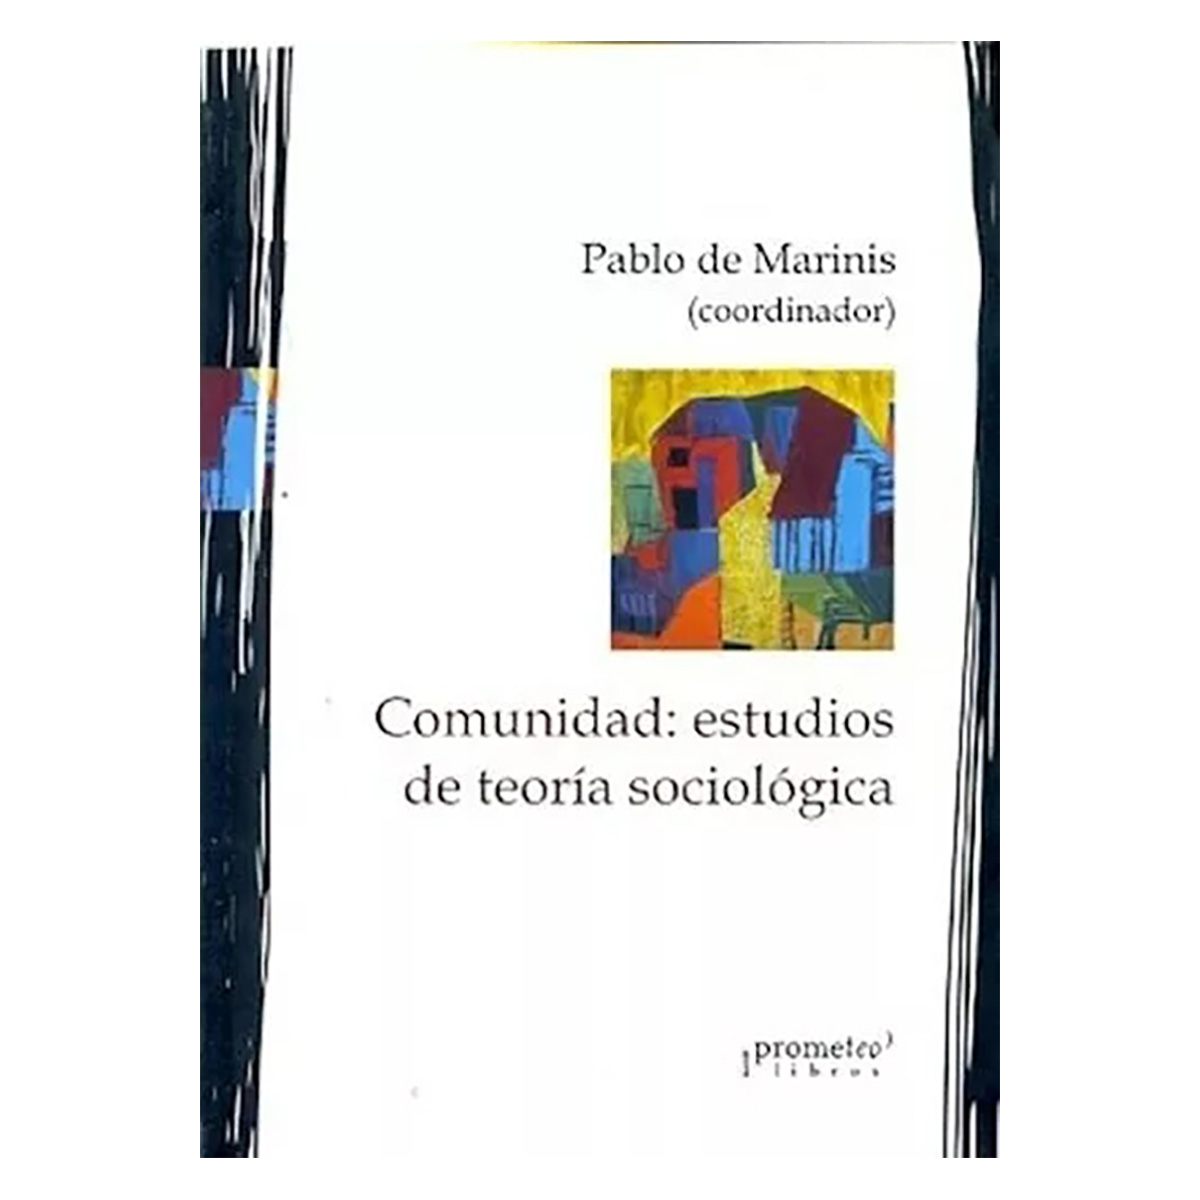 Pablo de Marinis
(coordinador)
Comunidad: estudios
de teoría sociológica
prometeo
libros